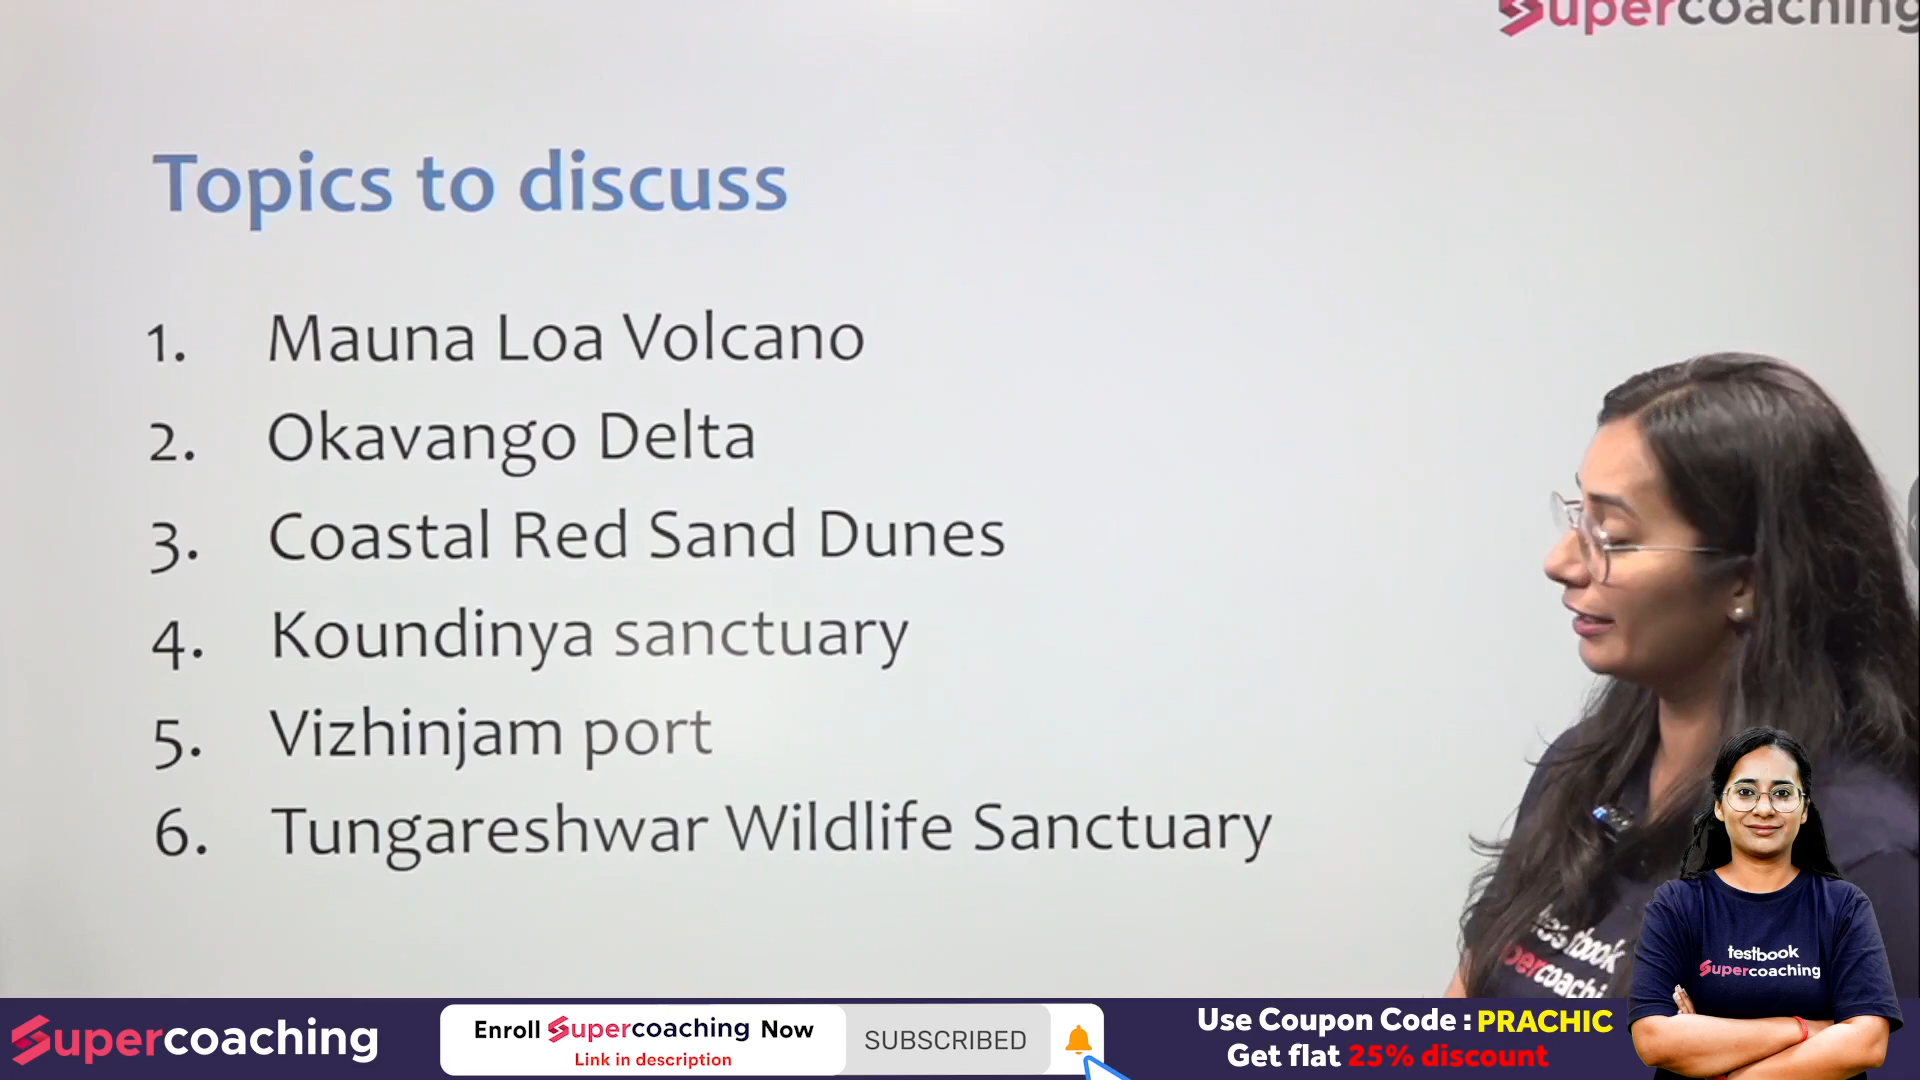 Supercoaching
Topics to discuss
1. Mauna Loa Volcano
2. Okavango Delta
3. Coastal Red Sand Dunes
4. Koundinya sanctuary
5. Vizhinjam port
6. Tungareshwar Wildlife Sanctuary
testbook
Supercoachi
testbook
Supercoaching
Supercoaching
Enroll Supercoaching Now
Link in description
SUBSCRIBED
Use Coupon Code : PRACHIC
Get flat 25% discount